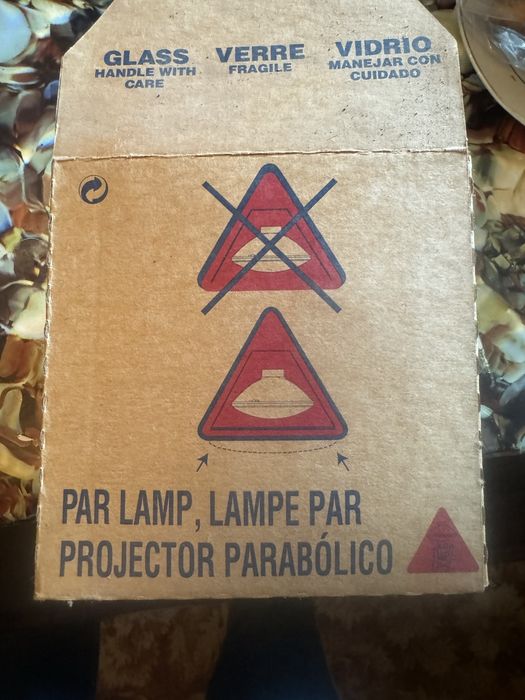 GLASS
HANDLE WITH
CARE
VERRE
FRAGILE
VIDRIO
MANEJAR CON
CUIDADO
PAR LAMP, LAMPE PAR
PROJECTOR PARABÓLICO